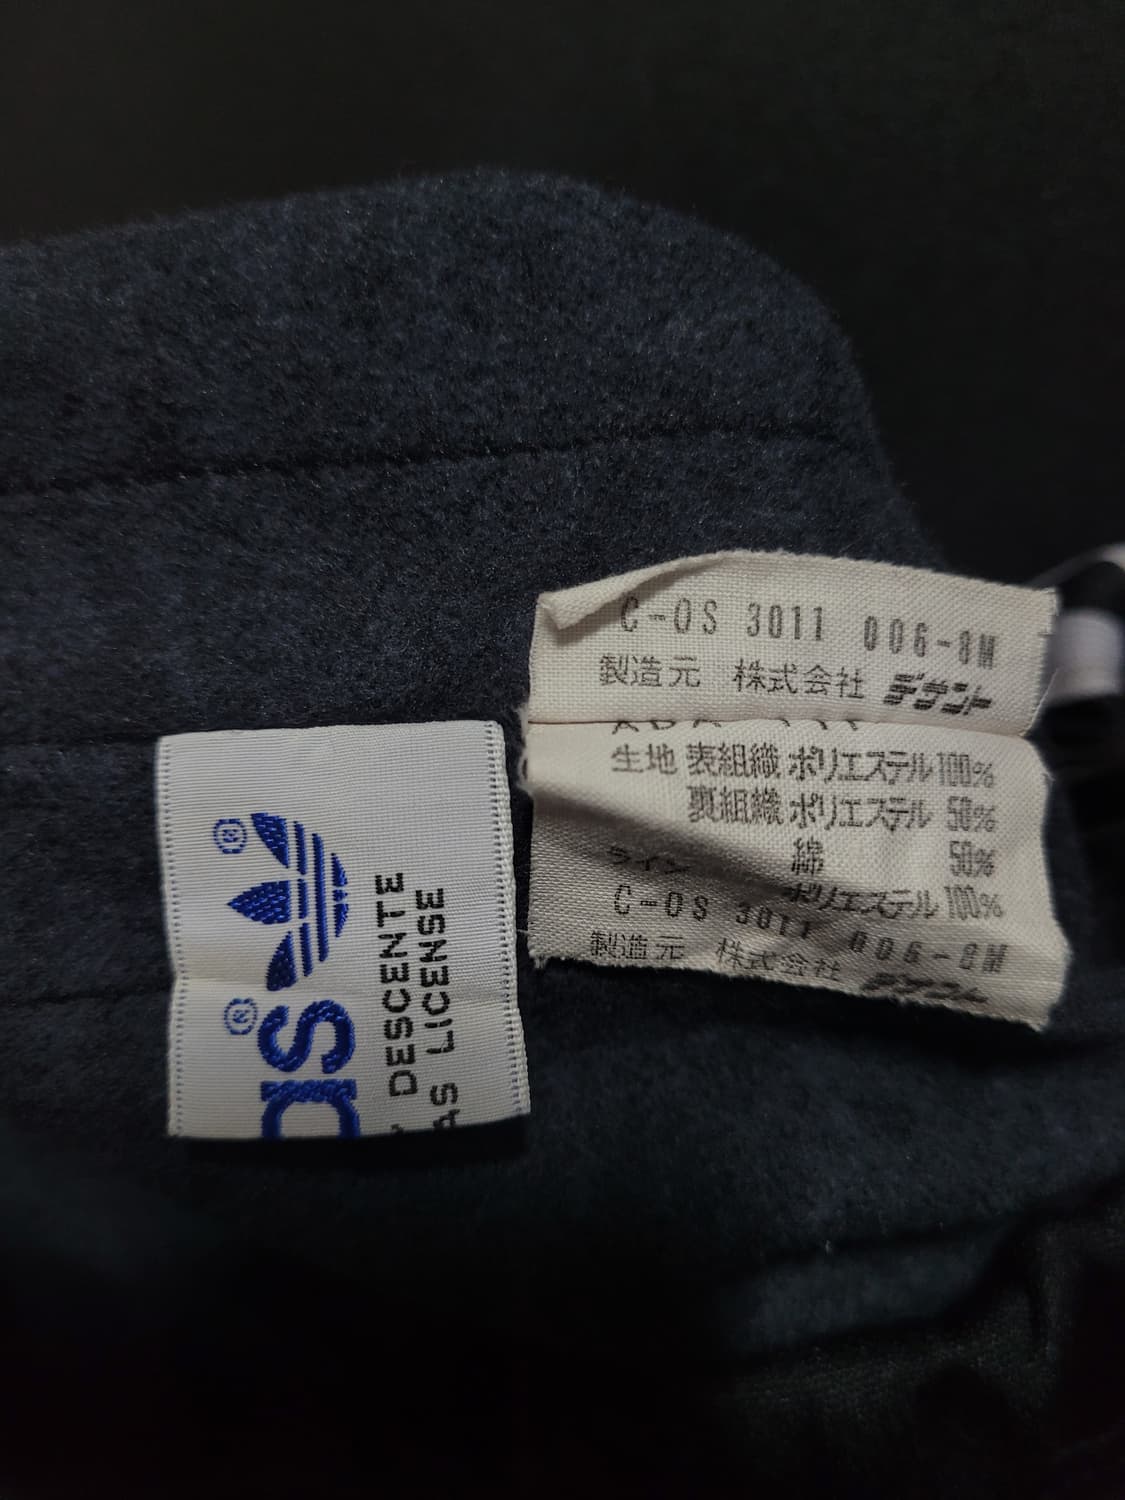 C-OS 3011 006-8M
製造元 株式会社 デサント
生地 表組織 ポリエステル 100%
裏組織 ポリエステル 50%
綿 50%
ライン ポリエステル 100%
C-OS 3011 006-8M
製造元 株式会社 デサント
®
®
DESCENTE
LICENSE